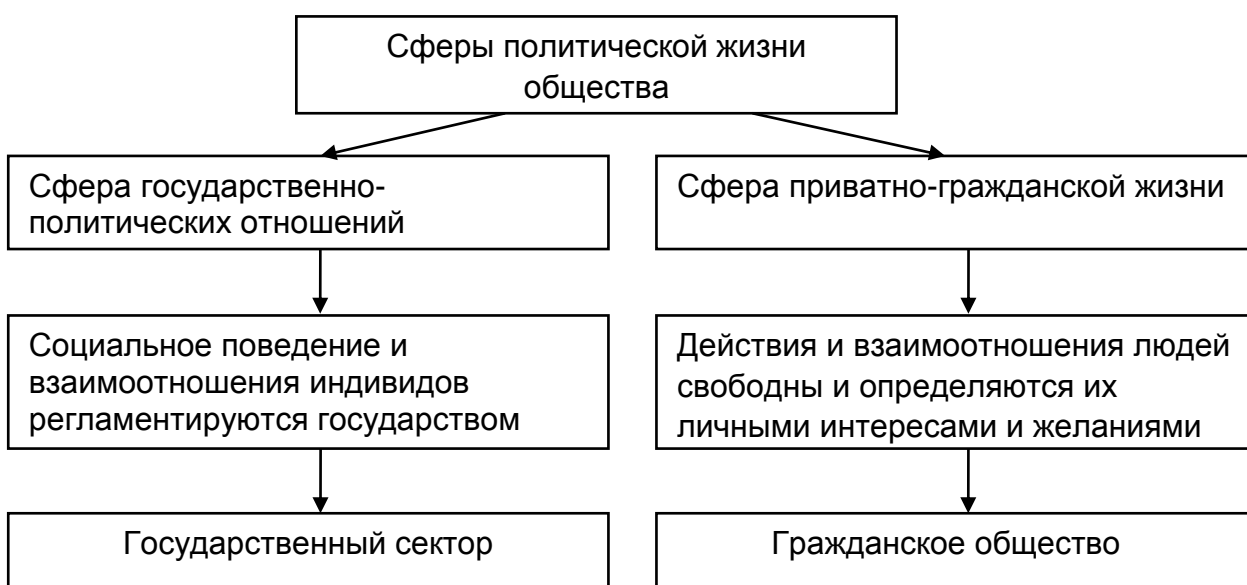 Сферы политической жизни
общества
Сфера государственно-
политических отношений
Сфера приватно-гражданской жизни
Социальное поведение и
взаимоотношения индивидов
регламентируются государством
Действия и взаимоотношения людей
свободны и определяются их
личными интересами и желаниями
Государственный сектор
Гражданское общество